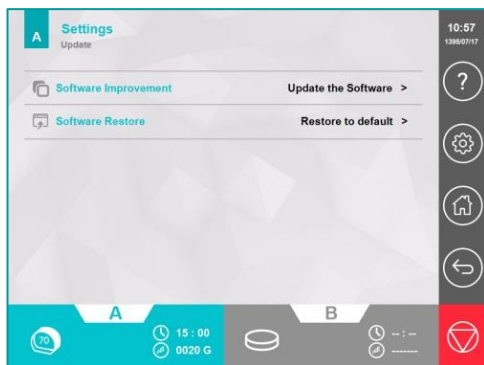 A
Settings
Update
10:57
1395/07/17
Software Improvement
Update the Software >
Software Restore
Restore to default >
?
A
B
70
15 : 00
0020 G
-- : --
-------